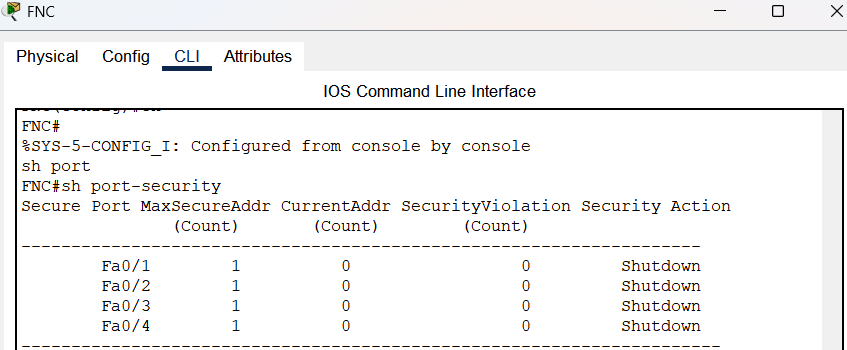 FNC
Physical Config CLI Attributes
IOS Command Line Interface
FNC#
%SYS-5-CONFIG_I: Configured from console by console
sh port
FNC#sh port-security
Secure Port MaxSecureAddr CurrentAddr SecurityViolation Security Action
(Count) (Count) (Count)
--------------------------------------------------------------------
Fa0/1 1 0 0 Shutdown
Fa0/2 1 0 0 Shutdown
Fa0/3 1 0 0 Shutdown
Fa0/4 1 0 0 Shutdown
----------------------------------------------------------------------